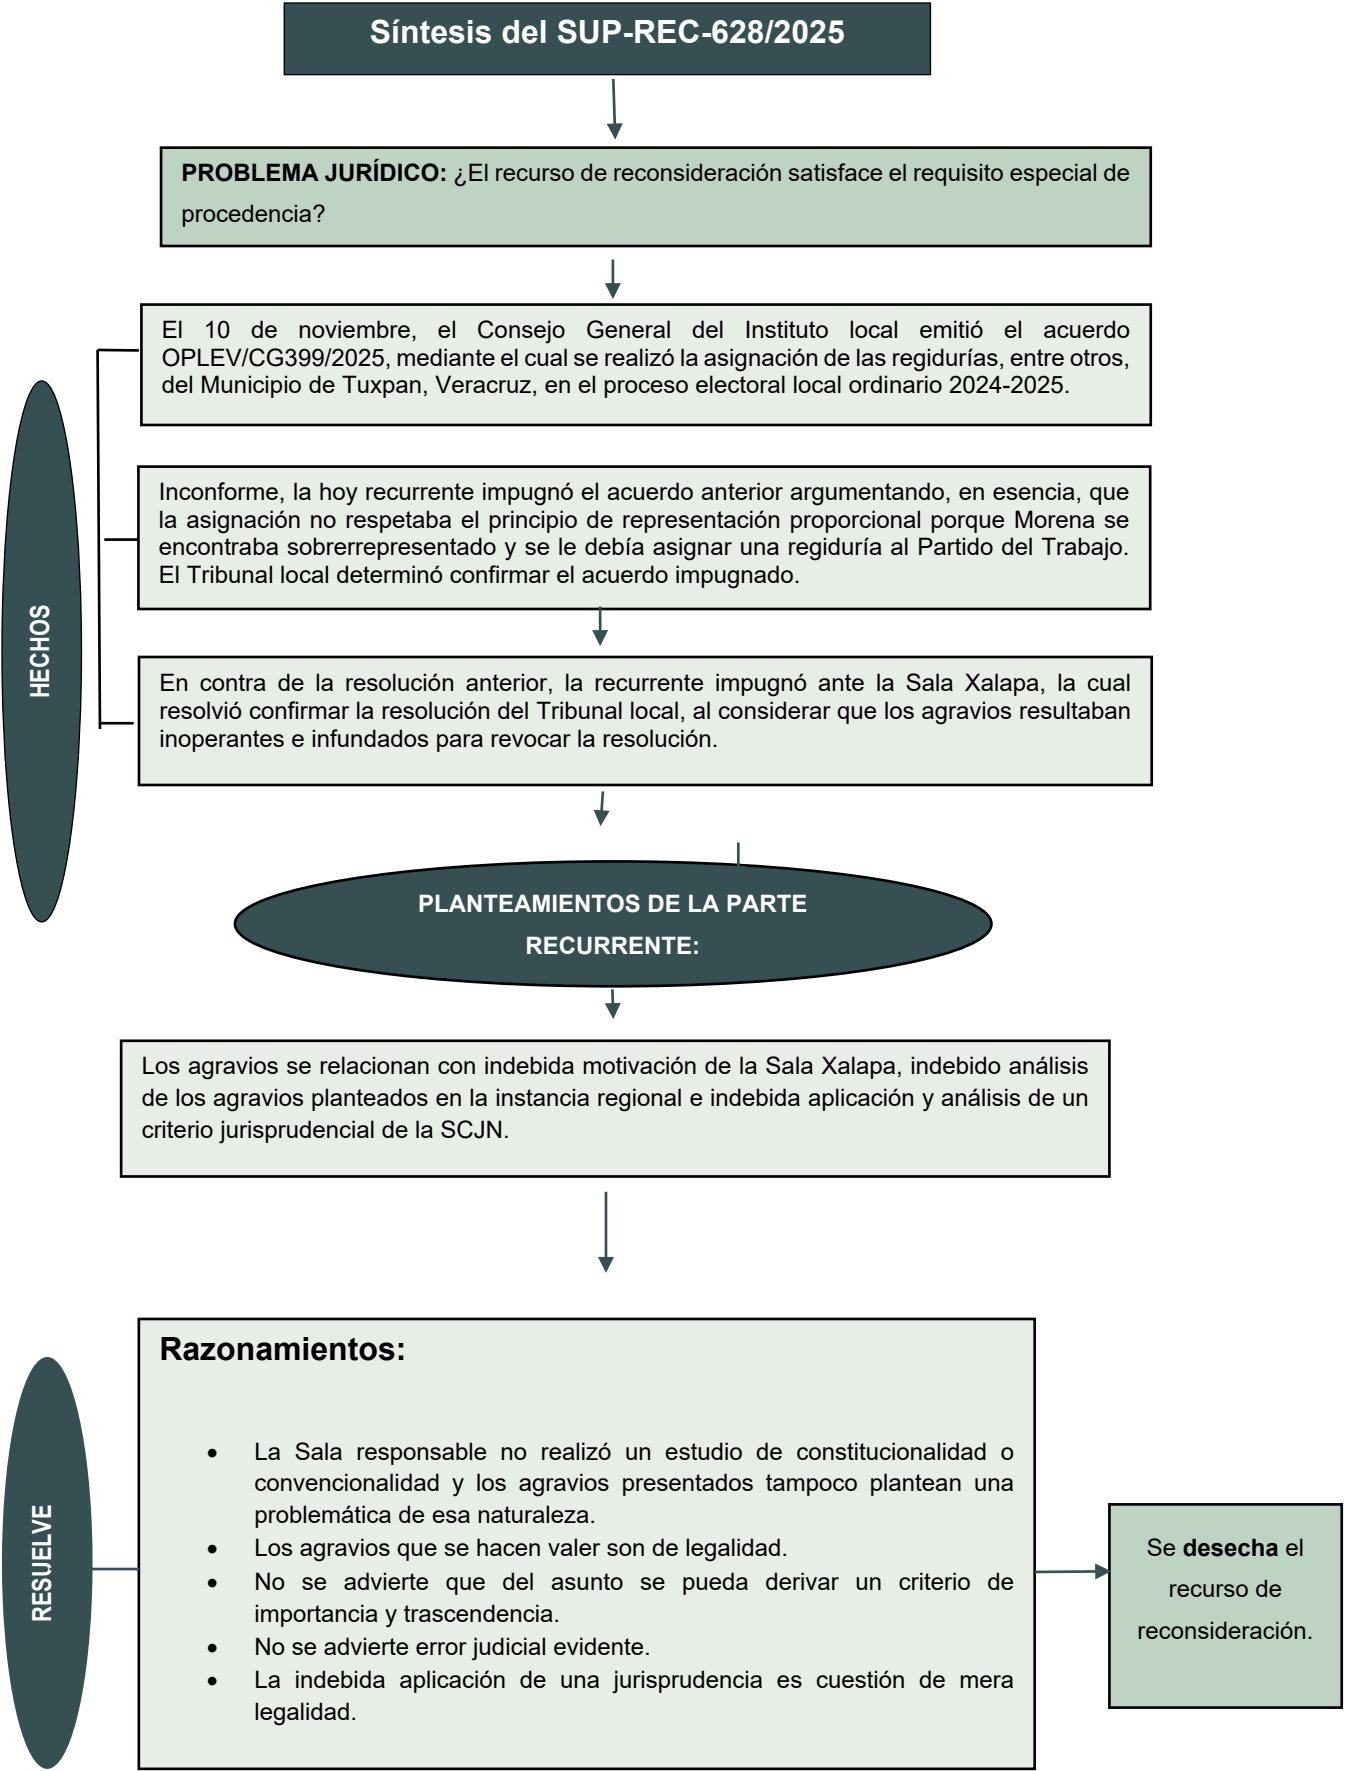 Síntesis del SUP-REC-628/2025
PROBLEMA JURÍDICO: ¿El recurso de reconsideración satisface el requisito especial de
procedencia?
HECHOS
El 10 de noviembre, el Consejo General del Instituto local emitió el acuerdo
OPLEV/CG399/2025, mediante el cual se realizó la asignación de las regidurías, entre otros,
del Municipio de Tuxpan, Veracruz, en el proceso electoral local ordinario 2024-2025.
Inconforme, la hoy recurrente impugnó el acuerdo anterior argumentando, en esencia, que
la asignación no respetaba el principio de representación proporcional porque Morena se
encontraba sobrerrepresentado y se le debía asignar una regiduría al Partido del Trabajo.
El Tribunal local determinó confirmar el acuerdo impugnado.
En contra de la resolución anterior, la recurrente impugnó ante la Sala Xalapa, la cual
resolvió confirmar la resolución del Tribunal local, al considerar que los agravios resultaban
inoperantes e infundados para revocar la resolución.
PLANTEAMIENTOS DE LA PARTE
RECURRENTE:
Los agravios se relacionan con indebida motivación de la Sala Xalapa, indebido análisis
de los agravios planteados en la instancia regional e indebida aplicación y análisis de un
criterio jurisprudencial de la SCJN.
RESUELVE
Razonamientos:
• La Sala responsable no realizó un estudio de constitucionalidad o
convencionalidad y los agravios presentados tampoco plantean una
problemática de esa naturaleza.
• Los agravios que se hacen valer son de legalidad.
• No se advierte que del asunto se pueda derivar un criterio de
importancia y trascendencia.
• No se advierte error judicial evidente.
• La indebida aplicación de una jurisprudencia es cuestión de mera
legalidad.
Se desecha el
recurso de
reconsideración.